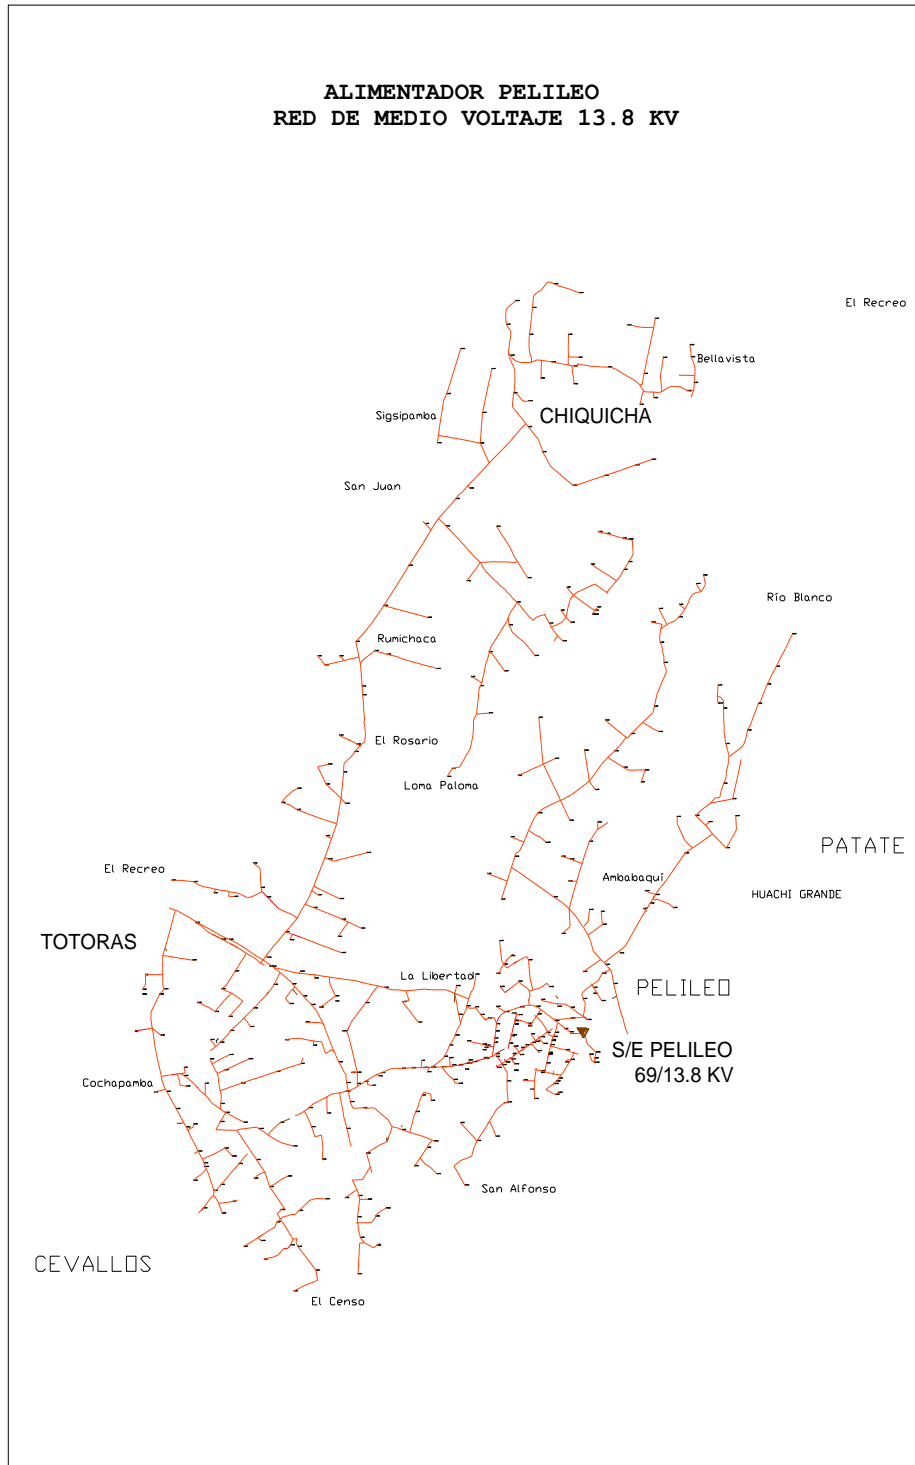 ALIMENTADOR PELILEO
RED DE MEDIO VOLTAJE 13.8 KV
El Recreo
Bellavista
Sigsipamba
CHIQUICHA
San Juan
Río Blanco
Rumichaca
El Rosario
Loma Paloma
PATATE
El Recreo
Ambabaquí
HUACHI GRANDE
TOTORAS
La Libertad
PELILEO
S/E PELILEO
69/13.8 KV
Cochapamba
San Alfonso
CEVALLOS
El Censo